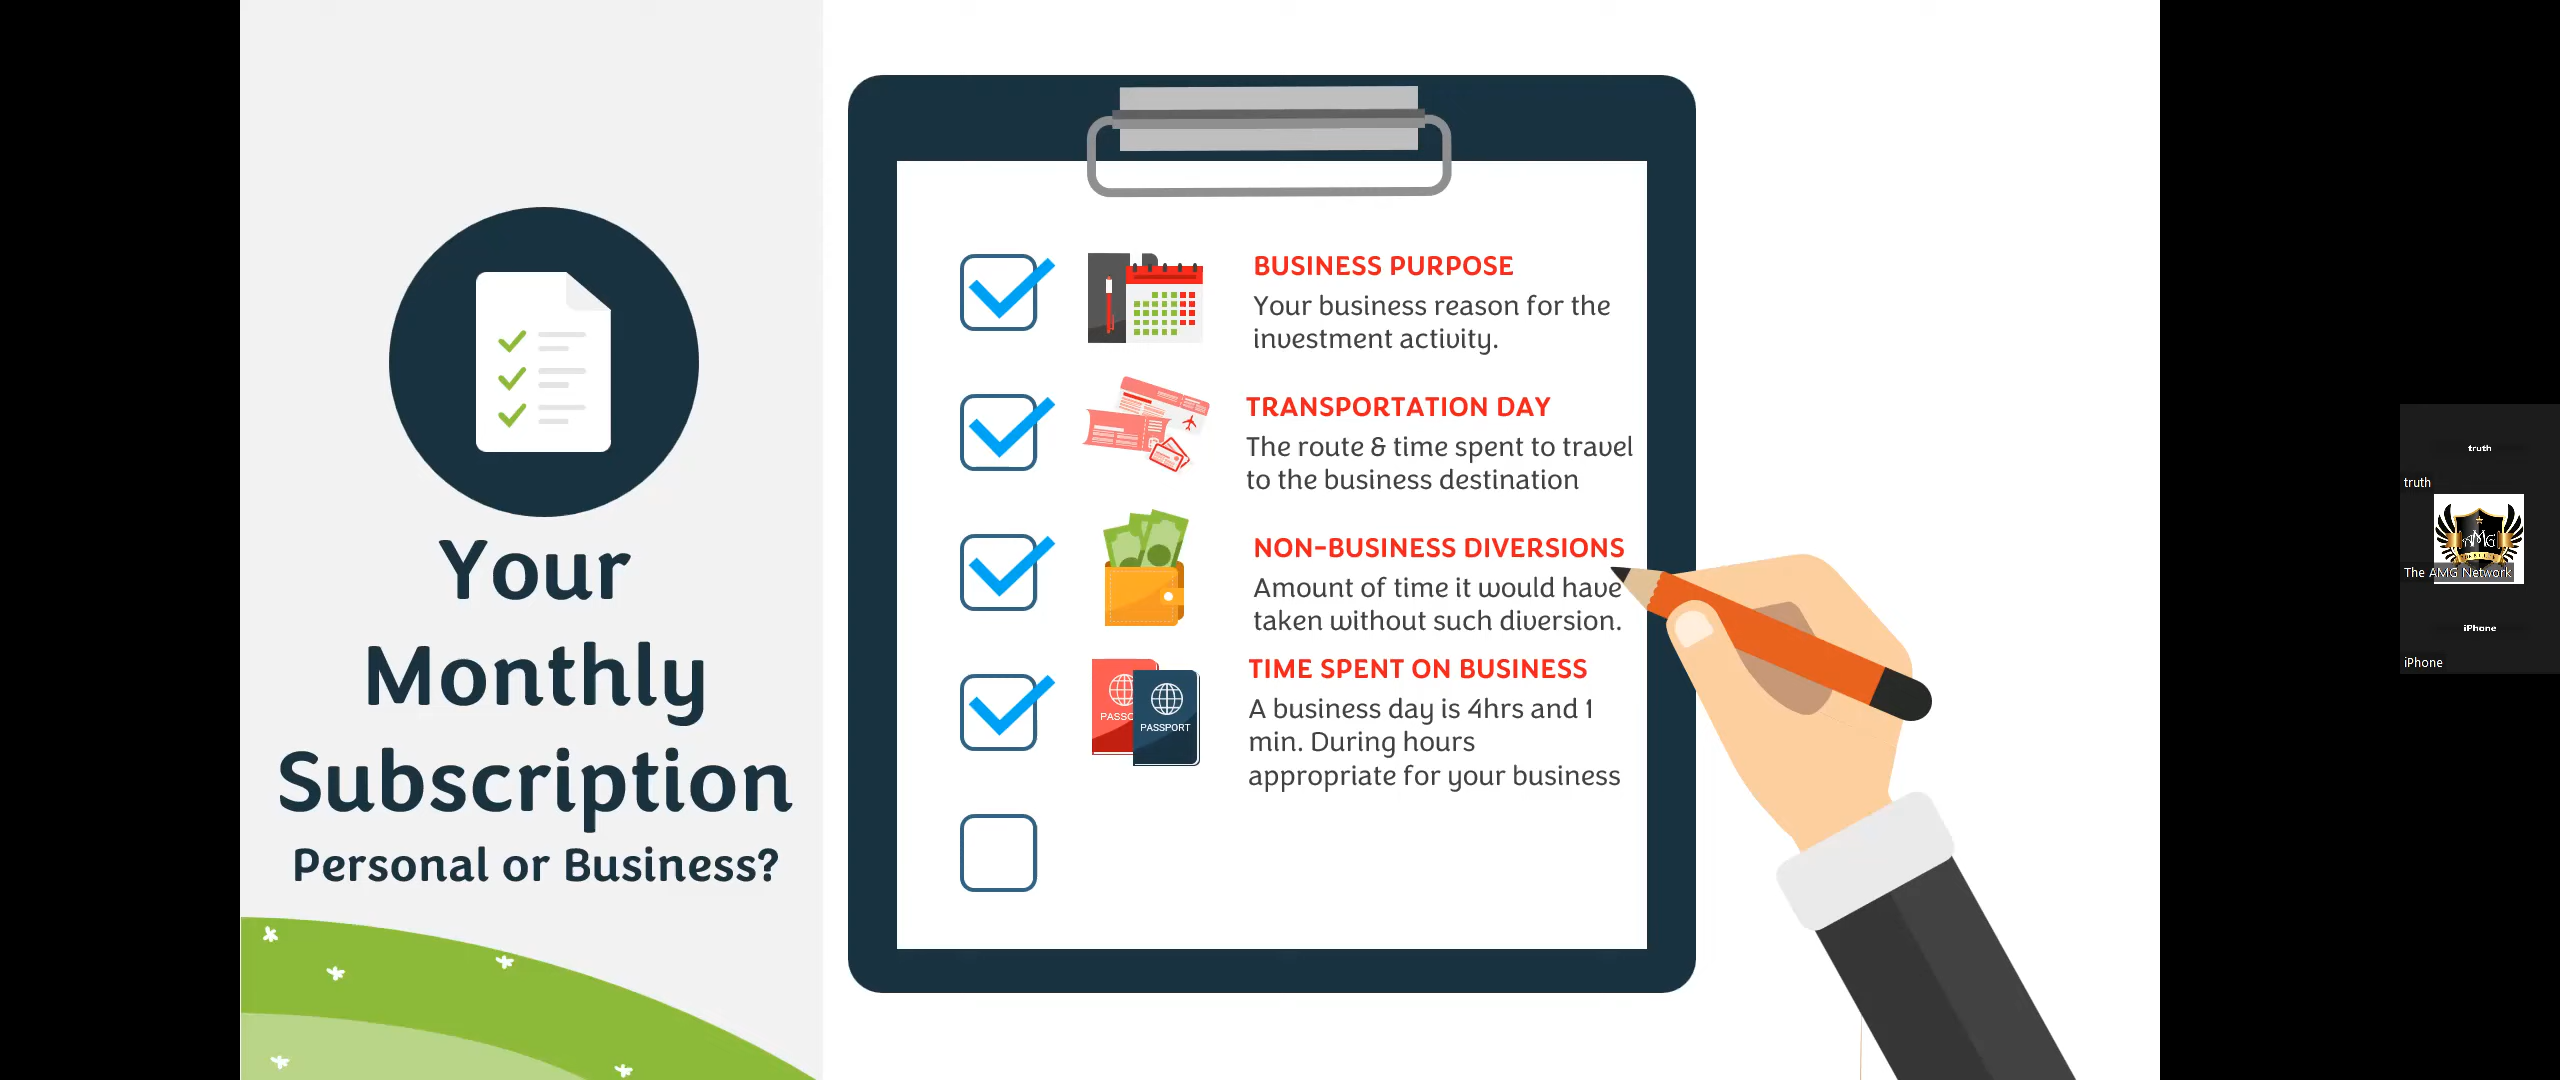 Your
Monthly
Subscription
Personal or Business?
BUSINESS PURPOSE
Your business reason for the
investment activity.
TRANSPORTATION DAY
The route & time spent to travel
to the business destination
NON-BUSINESS DIVERSIONS
Amount of time it would have
taken without such diversion.
TIME SPENT ON BUSINESS
A business day is 4hrs and 1
min. During hours
appropriate for your business
PASSPORT
truth
truth
AMG
The AMG Network
iPhone
iPhone